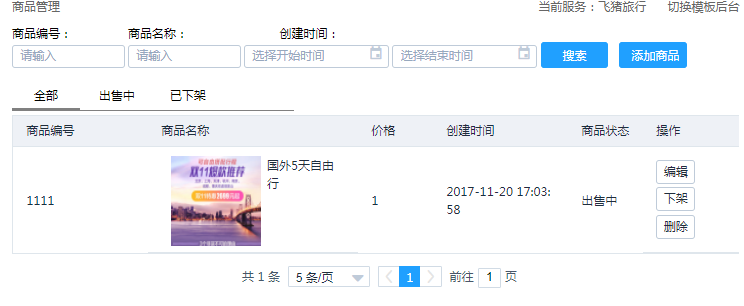 商品管理 当前服务：飞猪旅行 切换模板后台
商品编号： 商品名称： 创建时间：
请输入 请输入 选择开始时间 选择结束时间 搜索 添加商品
全部 出售中 已下架
商品编号 商品名称 价格 创建时间 商品状态 操作
1111 国外5天自由行 1 2017-11-20 17:03:58 出售中 编辑 下架 删除
双11爆款推荐
共 1 条 5 条/页 1 前往 1 页